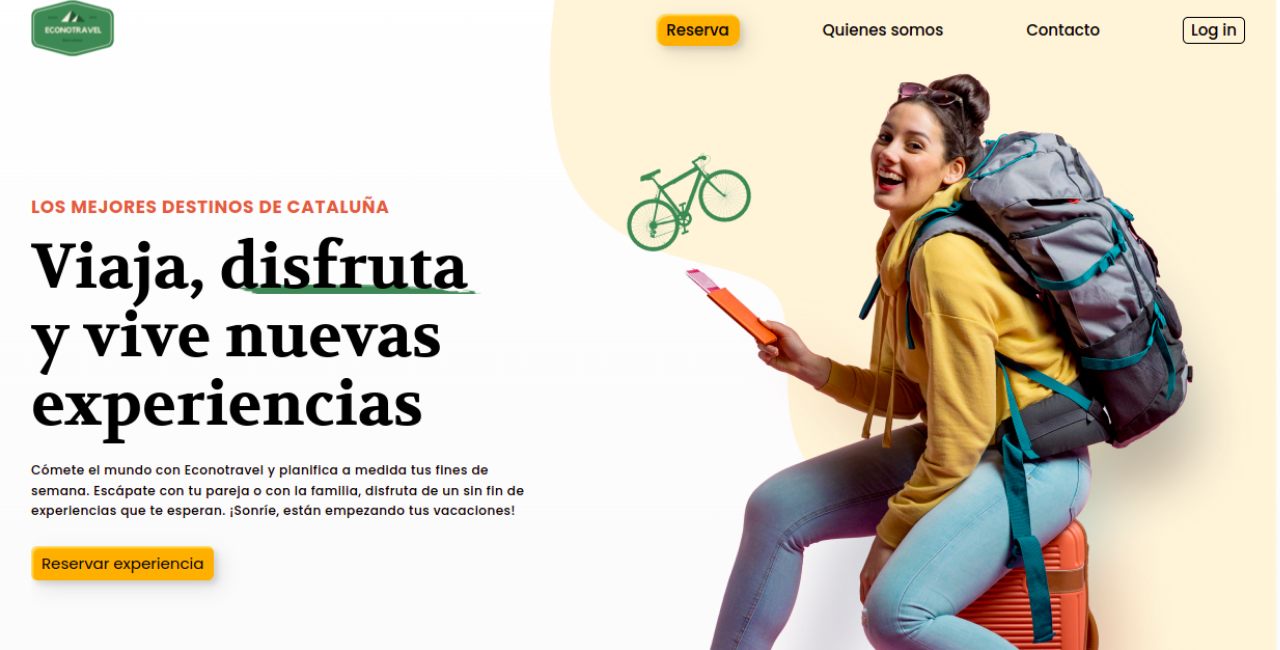 ECONOTRAVEL
Reserva
Quienes somos
Contacto
Log in
LOS MEJORES DESTINOS DE CATALUÑA
Viaja, disfruta
y vive nuevas
experiencias
Cómete el mundo con Econotravel y planifica a medida tus fines de
semana. Escápate con tu pareja o con la familia, disfruta de un sin fin de
experiencias que te esperan. ¡Sonríe, están empezando tus vacaciones!
Reservar experiencia